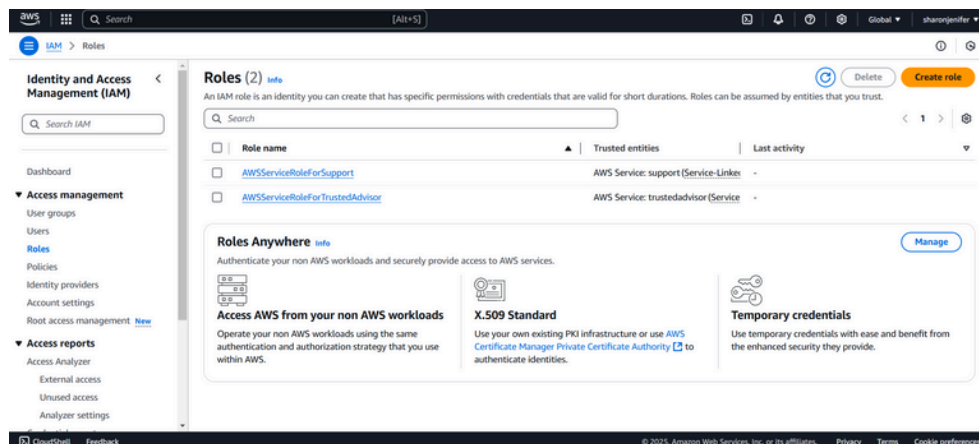 aws
Search
[Alt+S]
Global
sharonjenifer
IAM > Roles
Identity and Access
Management (IAM)
Search IAM
Dashboard
Access management
User groups
Users
Roles
Policies
Identity providers
Account settings
Root access management New
Access reports
Access Analyzer
External access
Unused access
Analyzer settings
Roles (2) Info
Delete
Create role
An IAM role is an identity you can create that has specific permissions with credentials that are valid for short durations. Roles can be assumed by entities that you trust.
Search
1
Role name
Trusted entities
Last activity
AWSServiceRoleForSupport
AWS Service: support (Service-Linked
-
AWSServiceRoleForTrustedAdvisor
AWS Service: trustedadvisor (Service
-
Roles Anywhere Info
Manage
Authenticate your non AWS workloads and securely provide access to AWS services.
Access AWS from your non AWS workloads
Operate your non AWS workloads using the same
authentication and authorization strategy that you use
within AWS.
X.509 Standard
Use your own existing PKI infrastructure or use AWS
Certificate Manager Private Certificate Authority to
authenticate identities.
Temporary credentials
Use temporary credentials with ease and benefit from
the enhanced security they provide.
CloudShell
Feedback
© 2025, Amazon Web Services, Inc. or its affiliates.
Privacy
Terms
Cookie preferences